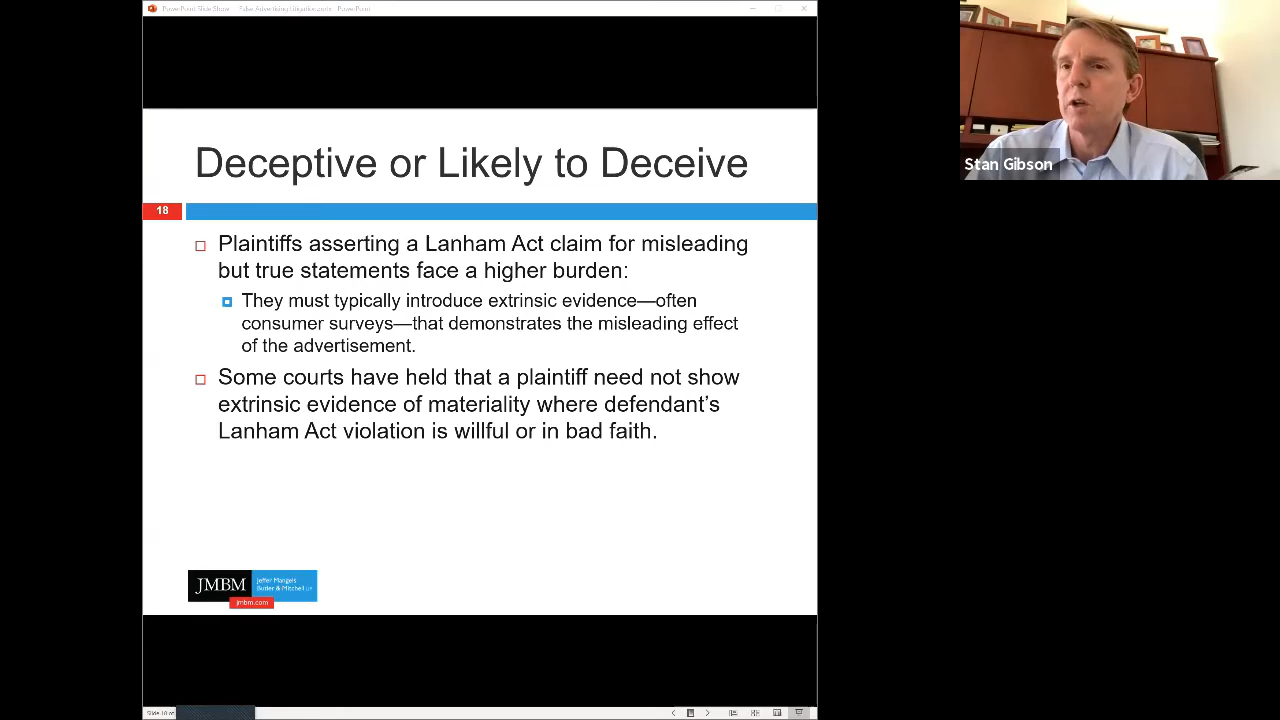 PowerPoint Slide Show - False Advertising Litigation.pptx - PowerPoint
Stan Gibson
Deceptive or Likely to Deceive
18
Plaintiffs asserting a Lanham Act claim for misleading
but true statements face a higher burden:
They must typically introduce extrinsic evidence—often
consumer surveys—that demonstrates the misleading effect
of the advertisement.
Some courts have held that a plaintiff need not show
extrinsic evidence of materiality where defendant's
Lanham Act violation is willful or in bad faith.
JMBM
Jeffer Mangels
Butler & Mitchell LLP
jmbm.com
Slide 18 of